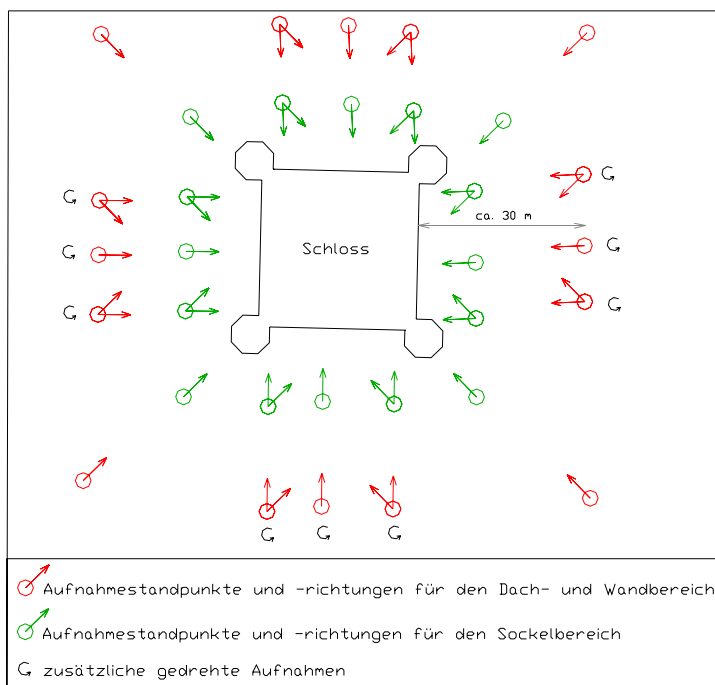 ca. 30 m
Schloss
Aufnahmestandpunkte und -richtungen für den Dach- und Wandbereich
Aufnahmestandpunkte und -richtungen für den Sockelbereich
zusätzliche gedrehte Aufnahmen